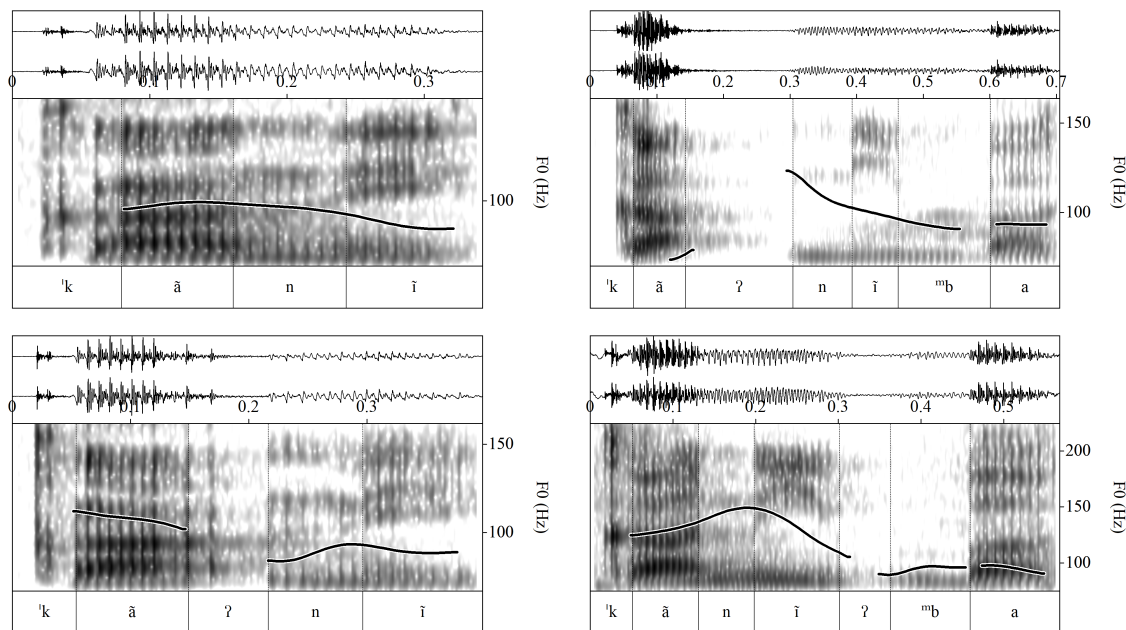 0 0.1 0.2 0.3
100
F0 (Hz)
ˈk ã n ĩ
0 0.1 0.2 0.3 0.4 0.5 0.6 0.7
150
100
F0 (Hz)
ˈk ã ʔ n ĩ ᵐb a
0 0.1 0.2 0.3
150
100
F0 (Hz)
ˈk ã ʔ n ĩ
0 0.1 0.2 0.3 0.4 0.5
200
150
100
F0 (Hz)
ˈk ã n ĩ ʔ ᵐb a